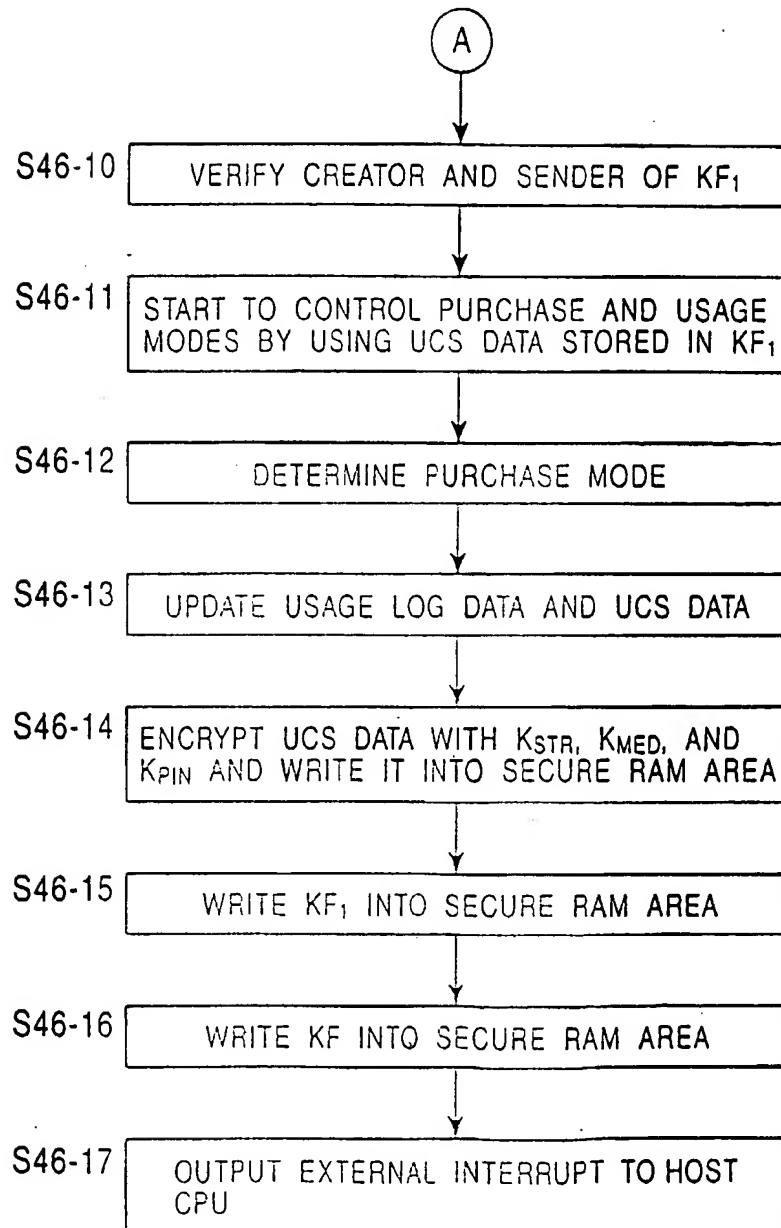 A
S46-10
VERIFY CREATOR AND SENDER OF KF₁
S46-11
START TO CONTROL PURCHASE AND USAGE
MODES BY USING UCS DATA STORED IN KF₁
S46-12
DETERMINE PURCHASE MODE
S46-13
UPDATE USAGE LOG DATA AND UCS DATA
S46-14
ENCRYPT UCS DATA WITH KSTR, KMED, AND
KPIN AND WRITE IT INTO SECURE RAM AREA
S46-15
WRITE KF₁ INTO SECURE RAM AREA
S46-16
WRITE KF INTO SECURE RAM AREA
S46-17
OUTPUT EXTERNAL INTERRUPT TO HOST
CPU